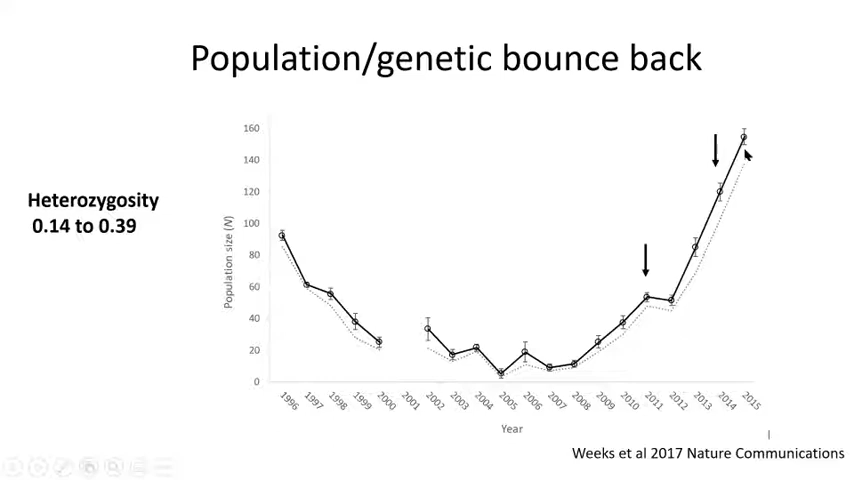 Population/genetic bounce back
Heterozygosity
0.14 to 0.39
Population size (N)
160
140
120
100
80
60
40
20
0
1996 1997 1998 1999 2000 2001 2002 2003 2004 2005 2006 2007 2008 2009 2010 2011 2012 2013 2014 2015
Year
Weeks et al 2017 Nature Communications